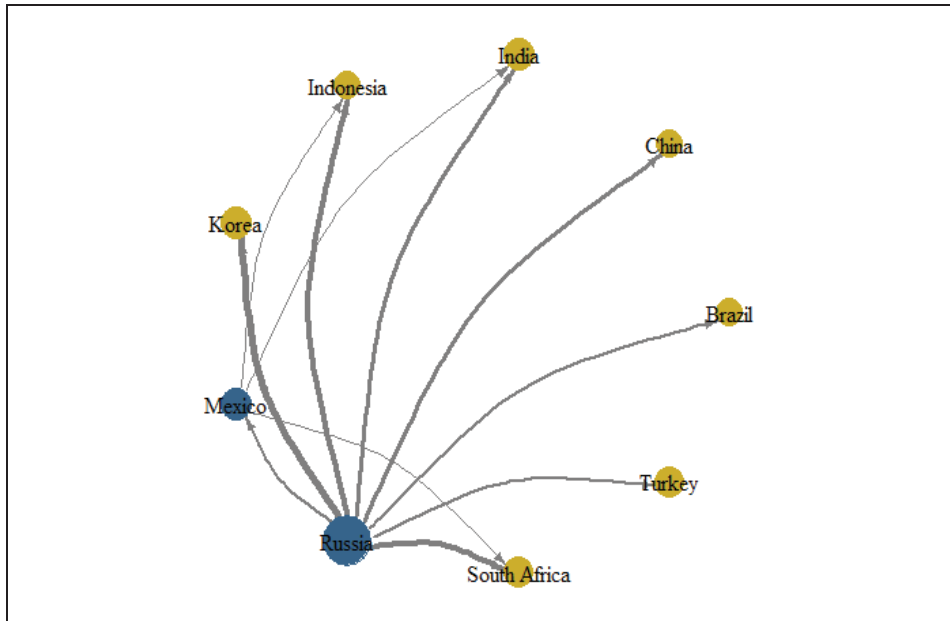 India
Indonesia
China
Korea
Brazil
Mexico
Turkey
Russia
South Africa